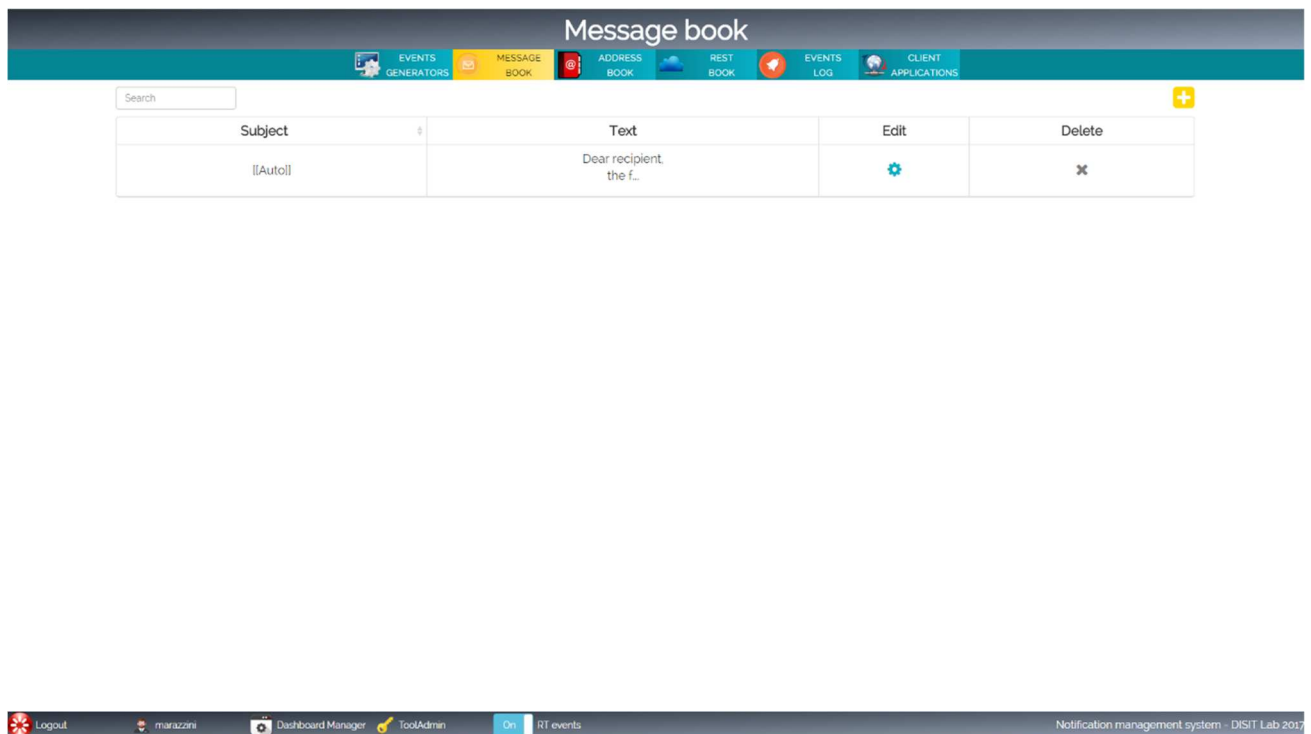 Message book
EVENTS GENERATORS
MESSAGE BOOK
ADDRESS BOOK
REST BOOK
EVENTS LOG
CLIENT APPLICATIONS
Search
Subject Text Edit Delete
[[Auto]]
Dear recipient,
the f...
Logout marazzini Dashboard Manager ToolAdmin On RT events Notification management system - DISIT Lab 2017